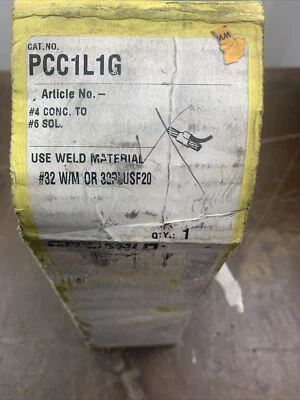 CAT.NO.
PCC1L1G
Article No.-
#4 CONC. TO
#6 SOL.
USE WELD MATERIAL
#32 W/M OR 32PLUSF20
QTY.: 1